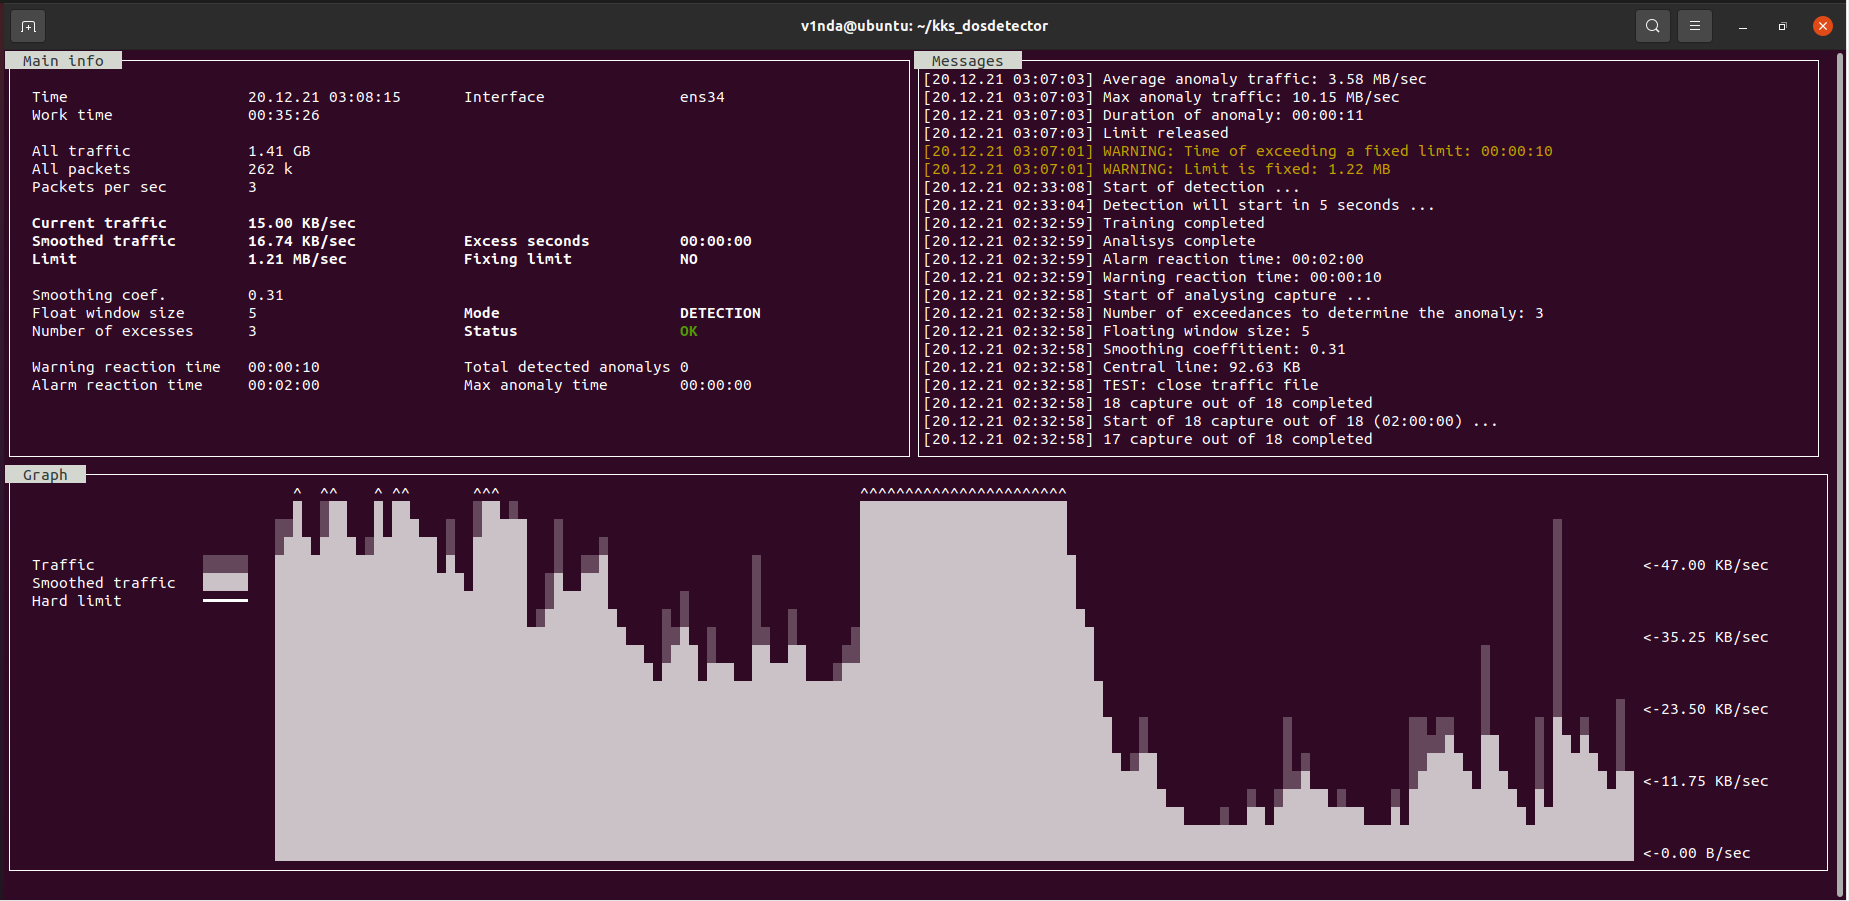 v1nda@ubuntu: ~/kks_dosdetector
Main info
Time 20.12.21 03:08:15 Interface ens34
Work time 00:35:26
All traffic 1.41 GB
All packets 262 k
Packets per sec 3
Current traffic 15.00 KB/sec
Smoothed traffic 16.74 KB/sec Excess seconds 00:00:00
Limit 1.21 MB/sec Fixing limit NO
Smoothing coef. 0.31
Float window size 5 Mode DETECTION
Number of excesses 3 Status OK
Warning reaction time 00:00:10 Total detected anomalys 0
Alarm reaction time 00:02:00 Max anomaly time 00:00:00
Messages
[20.12.21 03:07:03] Average anomaly traffic: 3.58 MB/sec
[20.12.21 03:07:03] Max anomaly traffic: 10.15 MB/sec
[20.12.21 03:07:03] Duration of anomaly: 00:00:11
[20.12.21 03:07:03] Limit released
[20.12.21 03:07:01] WARNING: Time of exceeding a fixed limit: 00:00:10
[20.12.21 03:07:01] WARNING: Limit is fixed: 1.22 MB
[20.12.21 02:33:08] Start of detection ...
[20.12.21 02:33:04] Detection will start in 5 seconds ...
[20.12.21 02:32:59] Training completed
[20.12.21 02:32:59] Analisys complete
[20.12.21 02:32:59] Alarm reaction time: 00:02:00
[20.12.21 02:32:59] Warning reaction time: 00:00:10
[20.12.21 02:32:58] Start of analysing capture ...
[20.12.21 02:32:58] Number of exceedances to determine the anomaly: 3
[20.12.21 02:32:58] Floating window size: 5
[20.12.21 02:32:58] Smoothing coeffitient: 0.31
[20.12.21 02:32:58] Central line: 92.63 KB
[20.12.21 02:32:58] TEST: close traffic file
[20.12.21 02:32:58] 18 capture out of 18 completed
[20.12.21 02:32:58] Start of 18 capture out of 18 (02:00:00) ...
[20.12.21 02:32:58] 17 capture out of 18 completed
Graph
^ ^^ ^ ^^ ^^^ ^^^^^^^^^^^^^^^^^^^^^^^
Traffic <-47.00 KB/sec
Smoothed traffic
Hard limit
<-35.25 KB/sec
<-23.50 KB/sec
<-11.75 KB/sec
<-0.00 B/sec